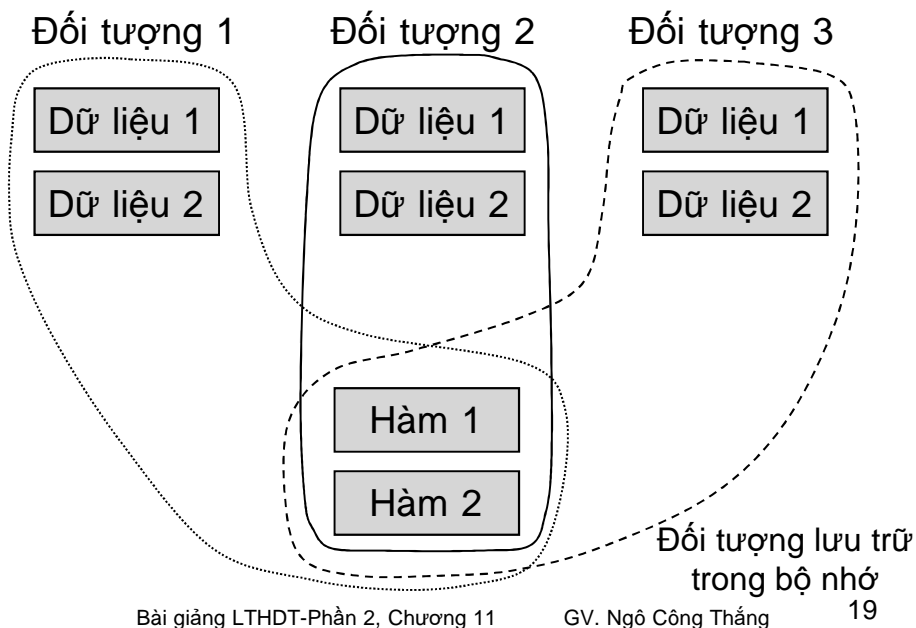 Đối tượng 1 Đối tượng 2 Đối tượng 3
Dữ liệu 1 Dữ liệu 1 Dữ liệu 1
Dữ liệu 2 Dữ liệu 2 Dữ liệu 2
Hàm 1
Hàm 2
Đối tượng lưu trữ
trong bộ nhớ
Bài giảng LTHDT-Phần 2, Chương 11 GV. Ngô Công Thắng 19